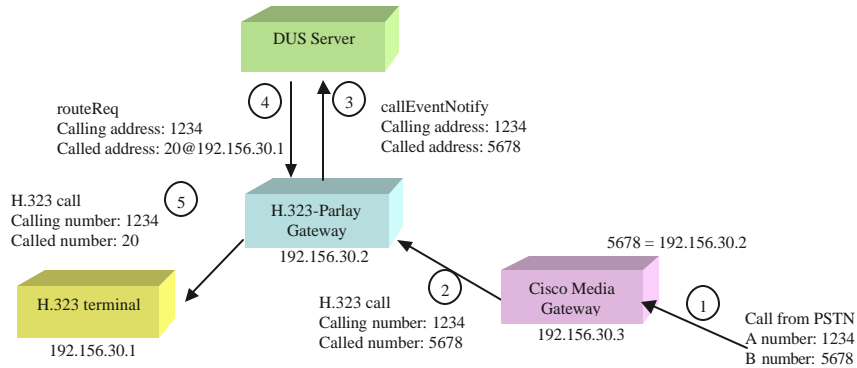 DUS Server
4
3
routeReq
Calling address: 1234
Called address: 20@192.156.30.1
callEventNotify
Calling address: 1234
Called address: 5678
H.323 call
Calling number: 1234
Called number: 20
5
H.323-Parlay
Gateway
192.156.30.2
5678 = 192.156.30.2
H.323 terminal
192.156.30.1
H.323 call
Calling number: 1234
Called number: 5678
2
Cisco Media
Gateway
192.156.30.3
1
Call from PSTN
A number: 1234
B number: 5678